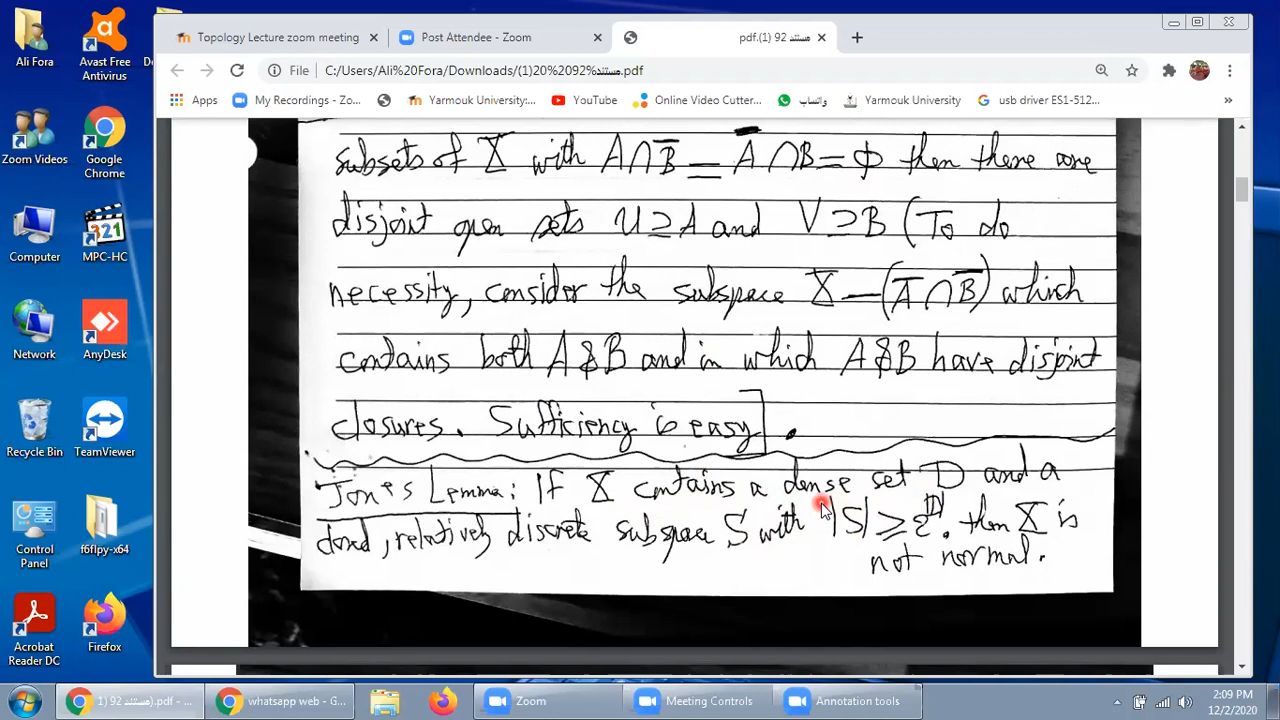 Topology Lecture zoom meeting
Post Attendee - Zoom
مستند 92 (1).pdf
File
C:/Users/Ali%20Fora/Downloads/(1)20%2092%مستند.pdf
Apps
My Recordings - Zo...
Yarmouk University:...
YouTube
Online Video Cutter...
واتساب
Yarmouk University
usb driver ES1-512...
»
Ali Fora
Avast Free Antivirus
Zoom Videos
Google Chrome
Computer
MPC-HC
Network
AnyDesk
Recycle Bin
TeamViewer
Control Panel
f6flpy-x64
Acrobat Reader DC
Firefox
subsets of X with A∩B̅ = A̅∩B = φ then there are
disjoint open sets U⊇A and V⊇B (To do
necessity, consider the subspace X—(A̅∩B̅) which
contains both A & B and in which A & B have disjoint
closures. Sufficiency is easy].
Jones Lemma: If X contains a dense set D and a
closed, relatively discrete subspace S with |S| ≥ 2^|D|. then X is
not normal.
1) 92 مستند).pdf - ...
whatsapp web - G...
Zoom
Meeting Controls
Annotation tools
2:09 PM
12/2/2020